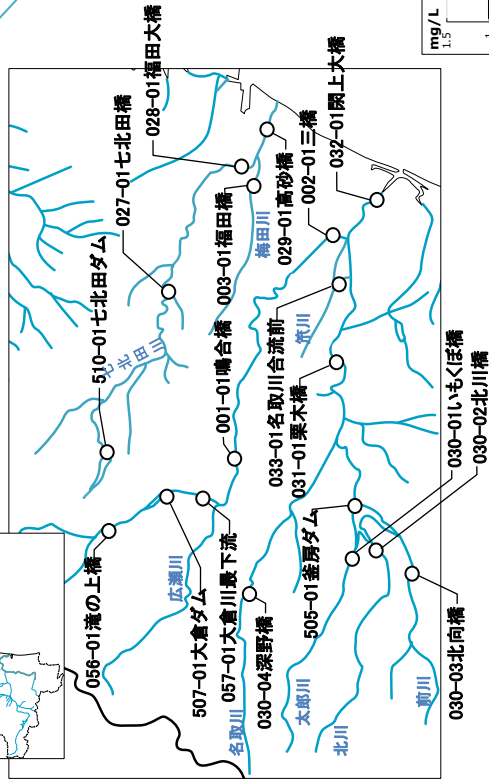 mg/L
1.5
1
028-01福田大橋
027-01七北田橋
510-01七北田ダム
七北田川
003-01福田橋
梅田川
029-01高砂橋
002-01三橋
032-01閖上大橋
001-01鳴合橋
033-01名取川合流前
笊川
031-01栗木橋
056-01滝の上橋
広瀬川
507-01大倉ダム
057-01大倉川最下流
030-04深野橋
名取川
505-01釜房ダム
太郎川
北川
前川
030-01いもくぼ橋
030-02北川橋
030-03北向橋